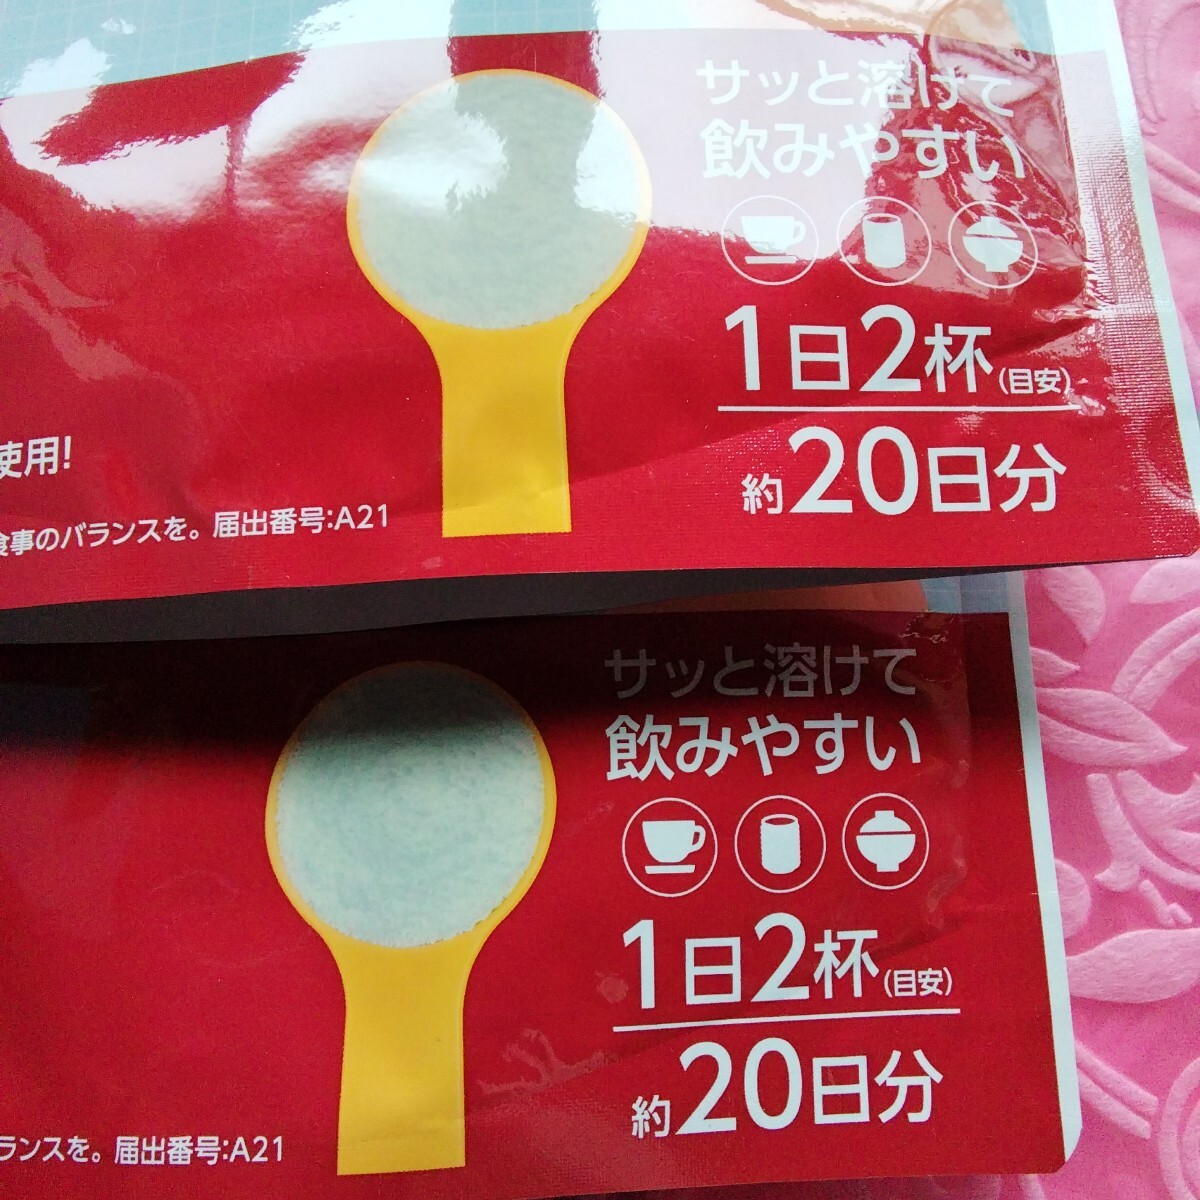 サッと溶けて
飲みやすい
1日2杯(目安)
約20日分
使用!
食事のバランスを。届出番号:A21
サッと溶けて
飲みやすい
1日2杯(目安)
約20日分
ランスを。届出番号:A21